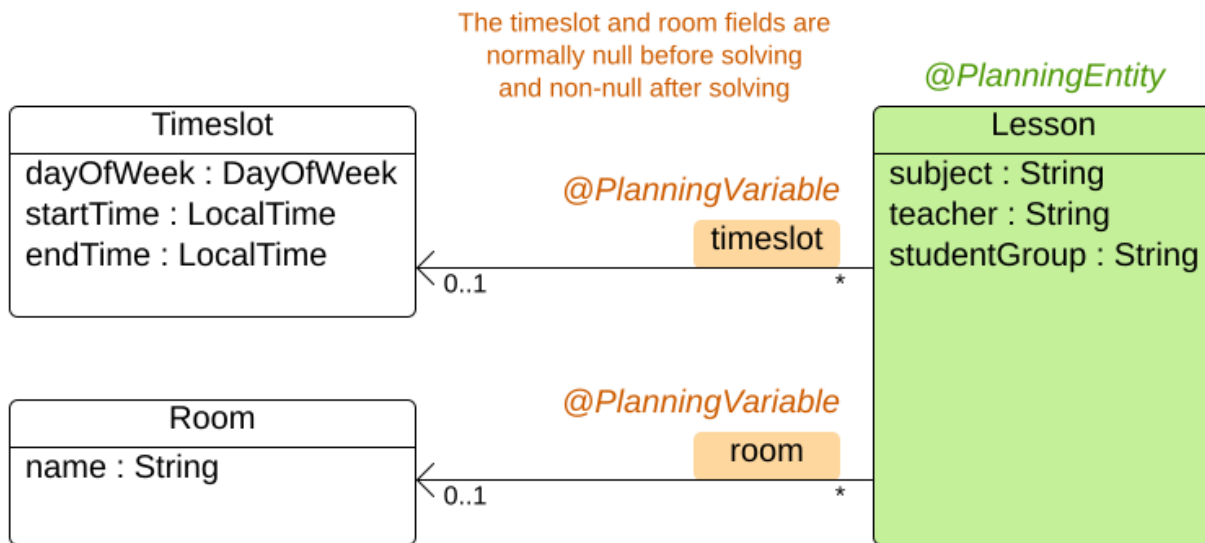 The timeslot and room fields are
normally null before solving
and non-null after solving
@PlanningEntity
Timeslot
dayOfWeek : DayOfWeek
startTime : LocalTime
endTime : LocalTime
@PlanningVariable
timeslot
0..1
*
Lesson
subject : String
teacher : String
studentGroup : String
Room
name : String
@PlanningVariable
room
0..1
*